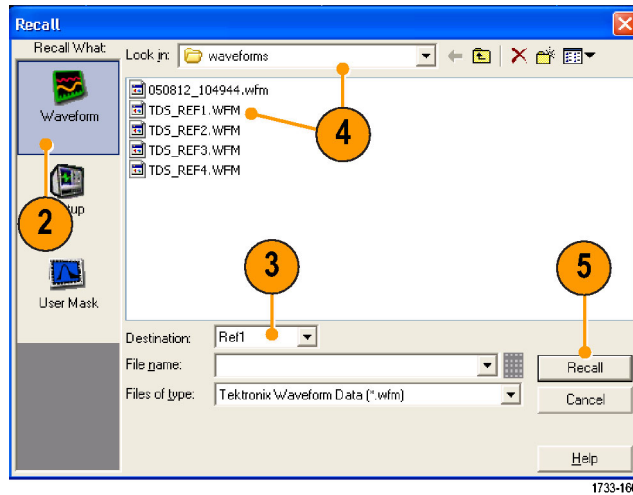 Recall
Recall What:
Look in: waveforms
050812_104944.wfm
TDS_REF1.WFM
TDS_REF2.WFM
TDS_REF3.WFM
TDS_REF4.WFM
Waveform
4
2
up
3
5
User Mask
Destination: Ref1
File name:
Recall
Files of type: Tektronix Waveform Data (*.wfm)
Cancel
Help